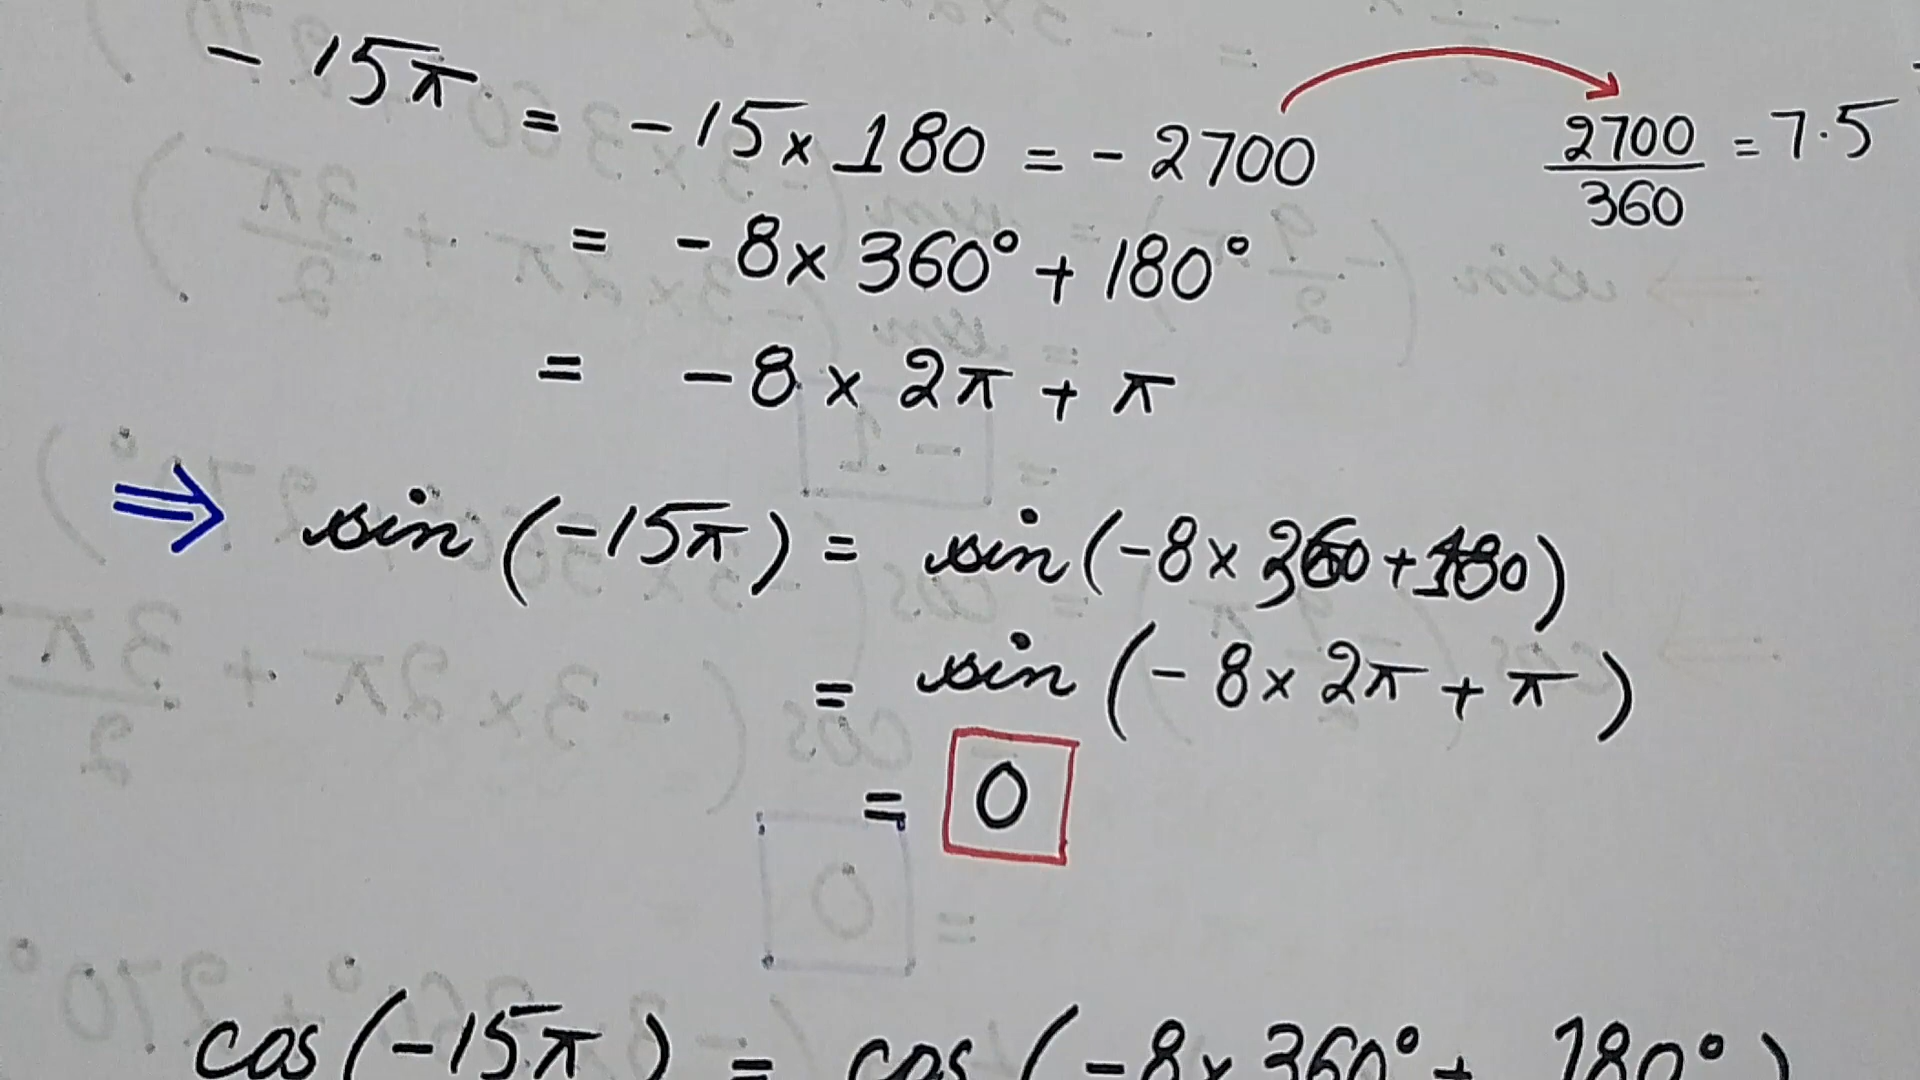 - 15π = -15 × 180 = - 2700 2700/360 = 7.5
= -8 × 360° + 180°
= -8 × 2π + π
⇒ sin (-15π) = sin (-8 × 360 + 180)
= sin (-8 × 2π + π)
= 0
cos (-15π) = cos (-8 × 360° + 180°)